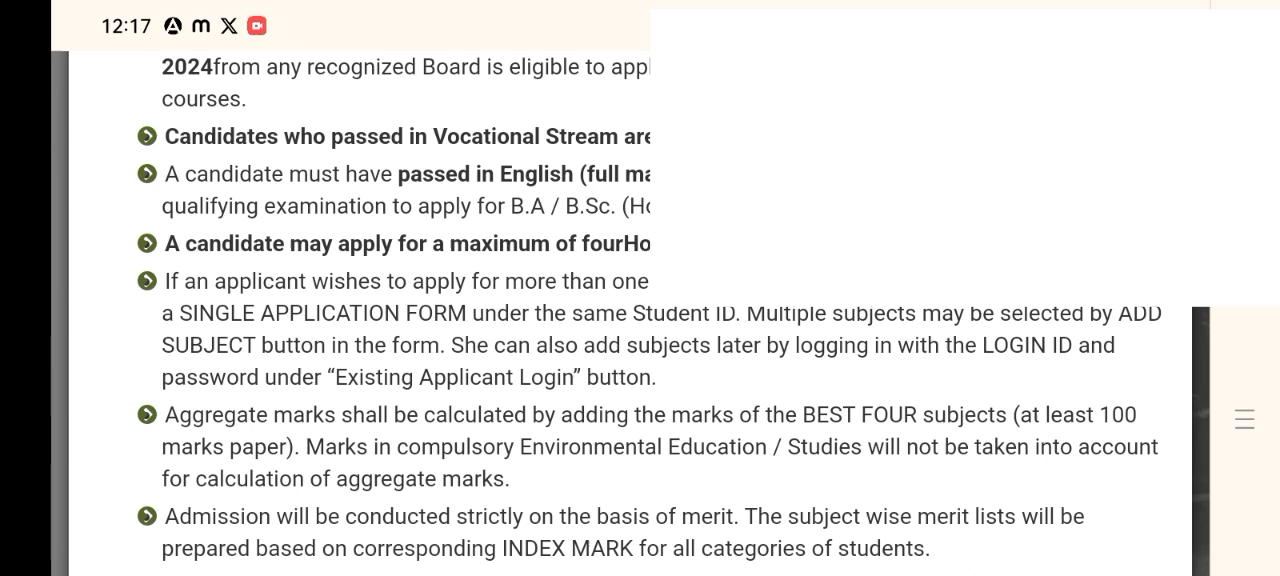 12:17
2024from any recognized Board is eligible to appl
courses.
Candidates who passed in Vocational Stream are
A candidate must have passed in English (full ma
qualifying examination to apply for B.A / B.Sc. (Ho
A candidate may apply for a maximum of fourHo
If an applicant wishes to apply for more than one
a SINGLE APPLICATION FORM under the same Student ID. Multiple subjects may be selected by ADD
SUBJECT button in the form. She can also add subjects later by logging in with the LOGIN ID and
password under “Existing Applicant Login” button.
Aggregate marks shall be calculated by adding the marks of the BEST FOUR subjects (at least 100
marks paper). Marks in compulsory Environmental Education / Studies will not be taken into account
for calculation of aggregate marks.
Admission will be conducted strictly on the basis of merit. The subject wise merit lists will be
prepared based on corresponding INDEX MARK for all categories of students.